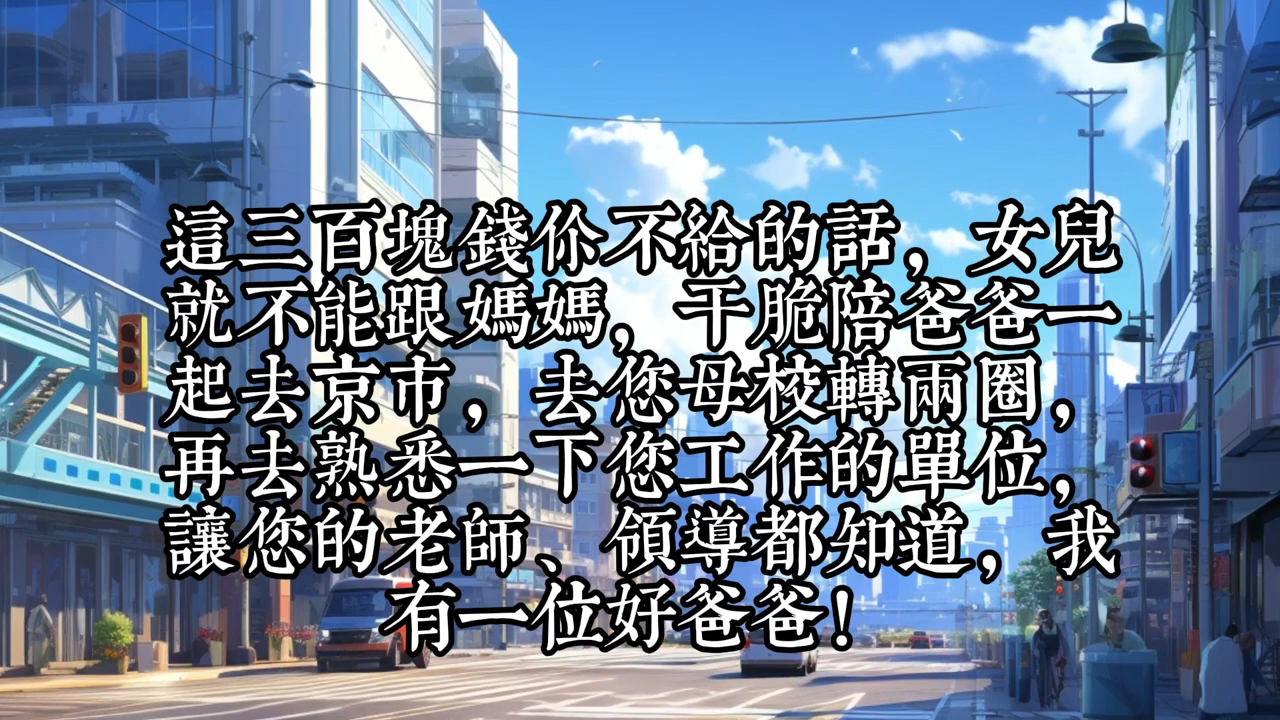 這三百塊錢你不給的話，女兒
就不能跟媽媽，干脆陪爸爸一
起去京市，去您母校轉兩圈，
再去熟悉一下您工作的單位，
讓您的老師、領導都知道，我
有一位好爸爸！